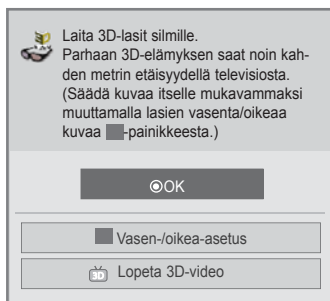 Laita 3D-lasit silmille.
Parhaan 3D-elämyksen saat noin kah-
den metrin etäisyydellä televisiosta.
(Säädä kuvaa itselle mukavammaksi
muuttamalla lasien vasenta/oikeaa
kuvaa -painikkeesta.)
OK
Vasen-/oikea-asetus
3D Lopeta 3D-video